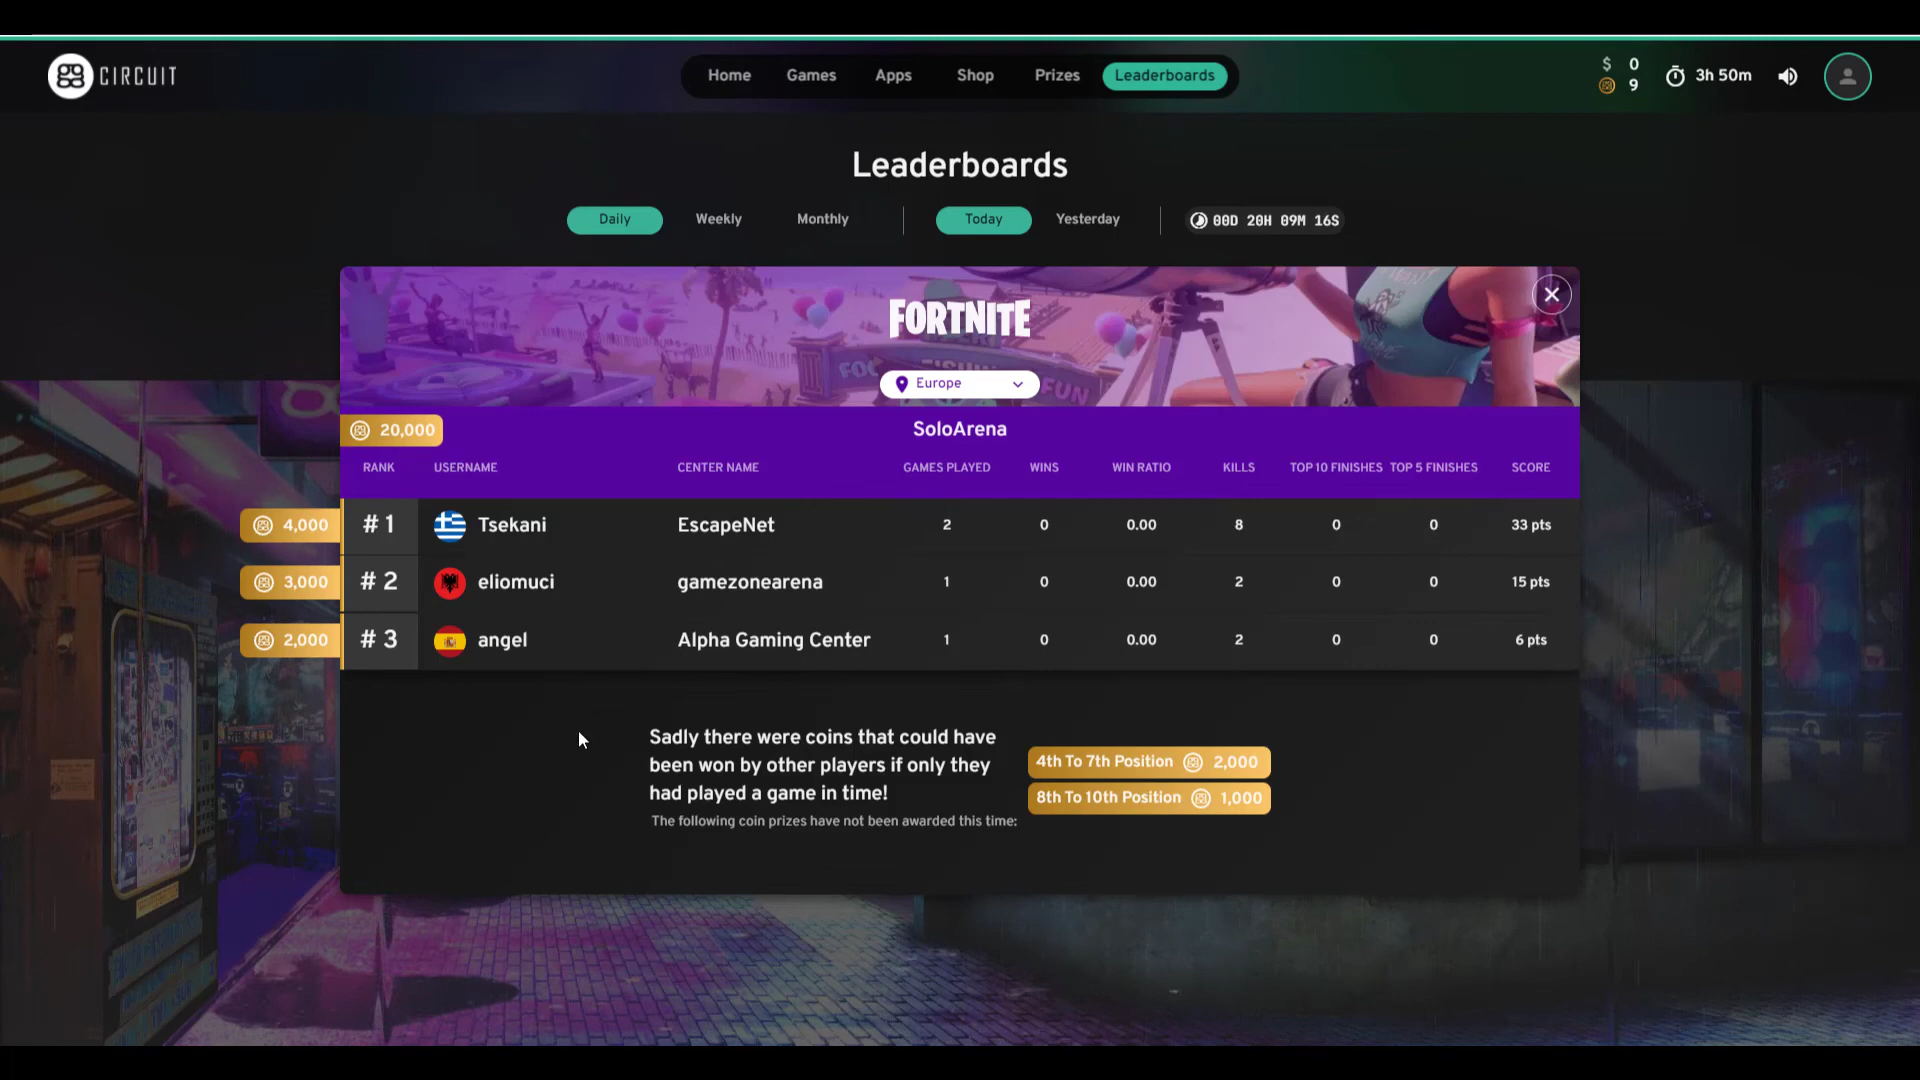 CIRCUIT
Home Games Apps Shop Prizes Leaderboards
$ 0
9
3h 50m
Leaderboards
Daily Weekly Monthly Today Yesterday 00D 20H 09M 16S
FORTNITE
Europe
FUN
20,000 SoloArena
RANK USERNAME CENTER NAME GAMES PLAYED WINS WIN RATIO KILLS TOP 10 FINISHES TOP 5 FINISHES SCORE
4,000 # 1 Tsekani EscapeNet 2 0 0.00 8 0 0 33 pts
3,000 # 2 eliomuci gamezonearena 1 0 0.00 2 0 0 15 pts
2,000 # 3 angel Alpha Gaming Center 1 0 0.00 2 0 0 6 pts
Sadly there were coins that could have
been won by other players if only they
had played a game in time!
The following coin prizes have not been awarded this time:
4th To 7th Position 2,000
8th To 10th Position 1,000